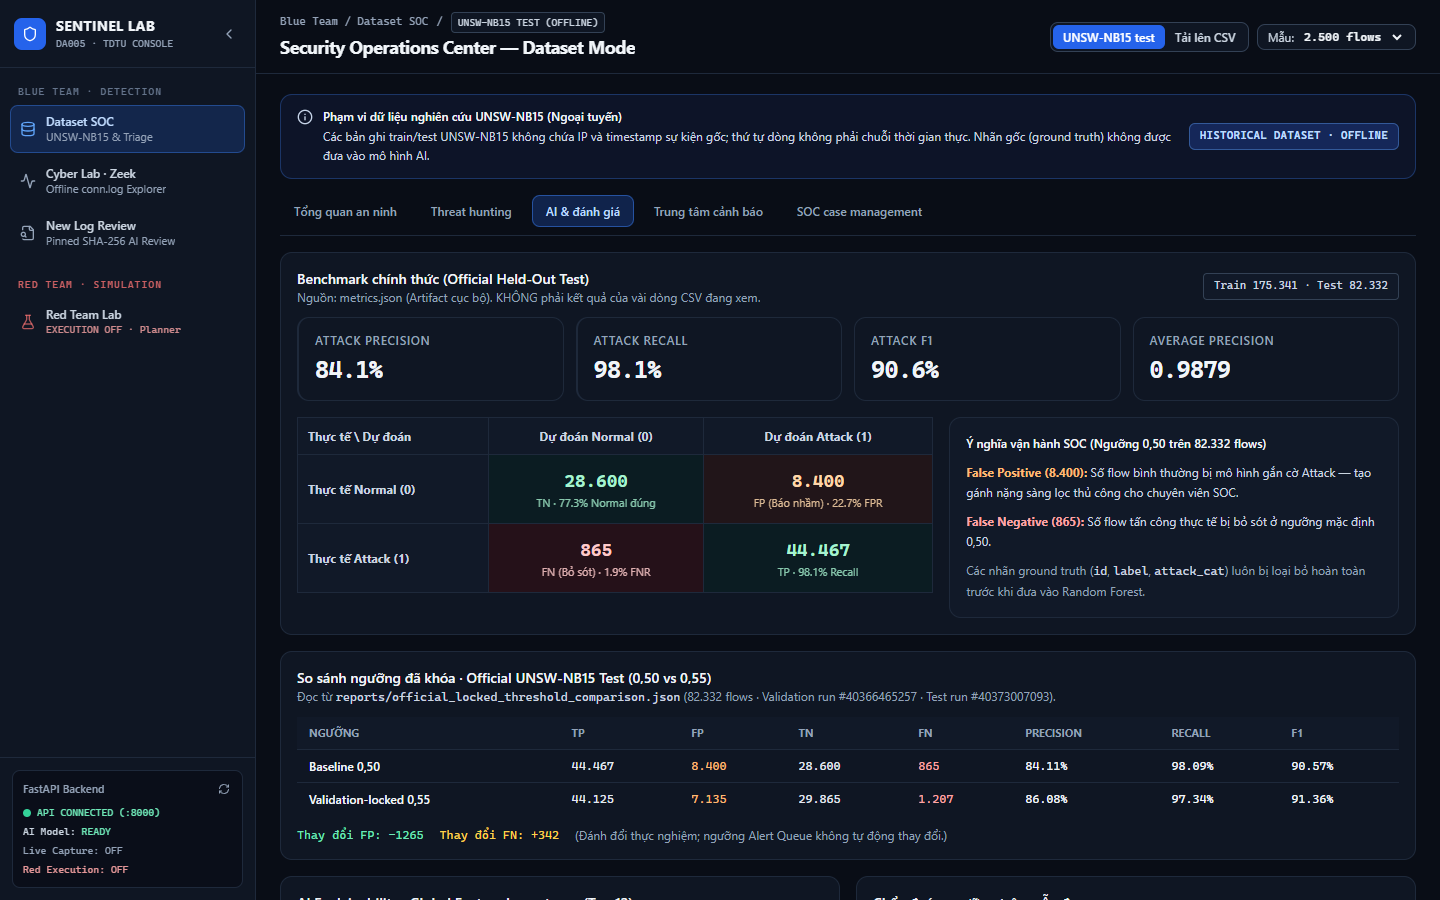 SENTINEL LAB
DA005 · TDTU CONSOLE
BLUE TEAM · DETECTION
Dataset SOC
UNSW-NB15 & Triage
Cyber Lab · Zeek
Offline conn.log Explorer
New Log Review
Pinned SHA-256 AI Review
RED TEAM · SIMULATION
Red Team Lab
EXECUTION OFF · Planner
FastAPI Backend
API CONNECTED (:8000)
AI Model: READY
Live Capture: OFF
Red Execution: OFF
Blue Team / Dataset SOC / UNSW-NB15 TEST (OFFLINE)
Security Operations Center — Dataset Mode
UNSW-NB15 test Tải lên CSV Mẫu: 2.500 flows
Phạm vi dữ liệu nghiên cứu UNSW-NB15 (Ngoại tuyến)
Các bản ghi train/test UNSW-NB15 không chứa IP và timestamp sự kiện gốc; thứ tự dòng không phải chuỗi thời gian thực. Nhãn gốc (ground truth) không được
đưa vào mô hình AI.
HISTORICAL DATASET · OFFLINE
Tổng quan an ninh Threat hunting AI & đánh giá Trung tâm cảnh báo SOC case management
Benchmark chính thức (Official Held-Out Test)
Nguồn: metrics.json (Artifact cục bộ). KHÔNG phải kết quả của vài dòng CSV đang xem.
Train 175.341 · Test 82.332
ATTACK PRECISION
84.1%
ATTACK RECALL
98.1%
ATTACK F1
90.6%
AVERAGE PRECISION
0.9879
Thực tế \ Dự đoán Dự đoán Normal (0) Dự đoán Attack (1)
Thực tế Normal (0)
28.600
TN · 77.3% Normal đúng
8.400
FP (Báo nhầm) · 22.7% FPR
Thực tế Attack (1)
865
FN (Bỏ sót) · 1.9% FNR
44.467
TP · 98.1% Recall
Ý nghĩa vận hành SOC (Ngưỡng 0,50 trên 82.332 flows)
False Positive (8.400): Số flow bình thường bị mô hình gắn cờ Attack — tạo
gánh nặng sàng lọc thủ công cho chuyên viên SOC.
False Negative (865): Số flow tấn công thực tế bị bỏ sót ở ngưỡng mặc định
0,50.
Các nhãn ground truth (id, label, attack_cat) luôn bị loại bỏ hoàn toàn
trước khi đưa vào Random Forest.
So sánh ngưỡng đã khóa · Official UNSW-NB15 Test (0,50 vs 0,55)
Đọc từ reports/official_locked_threshold_comparison.json (82.332 flows · Validation run #40366465257 · Test run #40373007093).
NGƯỠNG TP FP TN FN PRECISION RECALL F1
Baseline 0,50 44.467 8.400 28.600 865 84.11% 98.09% 90.57%
Validation-locked 0,55 44.125 7.135 29.865 1.207 86.08% 97.34% 91.36%
Thay đổi FP: −1265 Thay đổi FN: +342 (Đánh đổi thực nghiệm; ngưỡng Alert Queue không tự động thay đổi.)